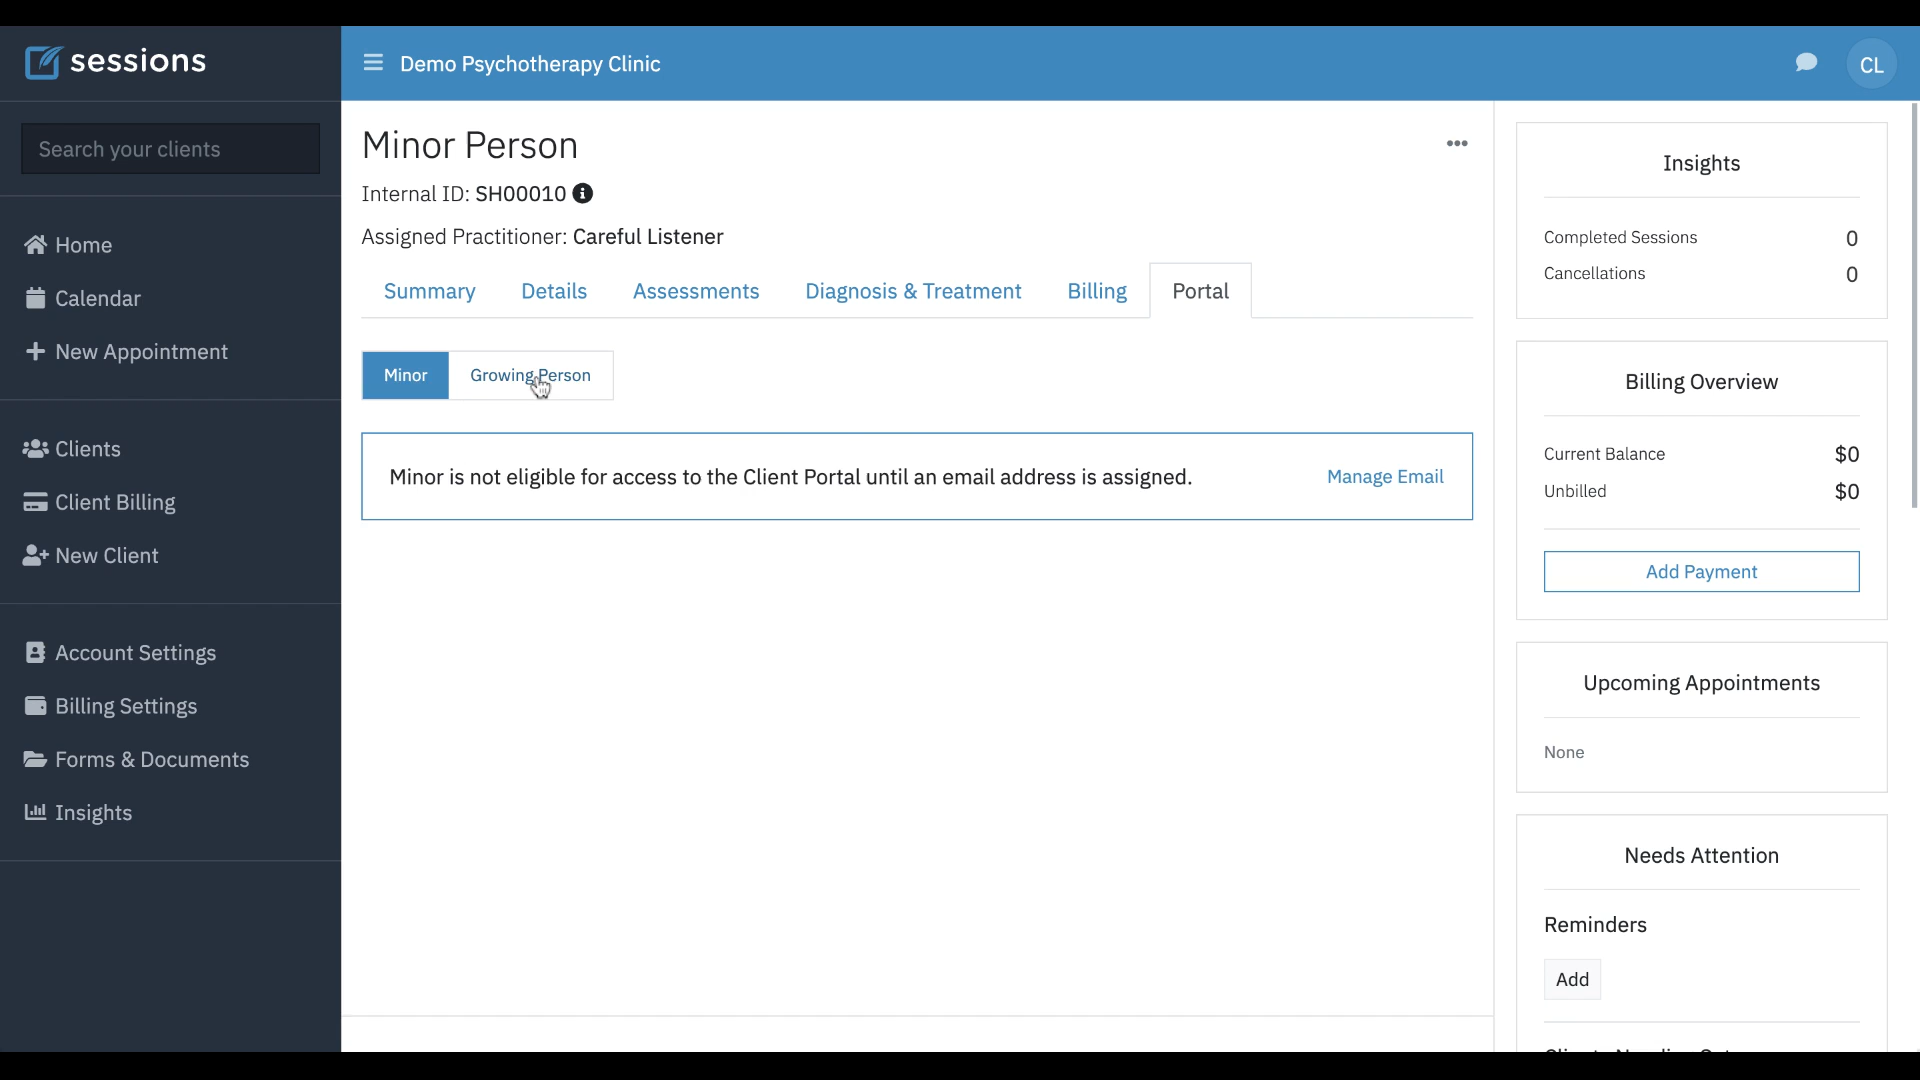 sessions
Demo Psychotherapy Clinic
CL
Search your clients
Home
Calendar
New Appointment
Clients
Client Billing
New Client
Account Settings
Billing Settings
Forms & Documents
Insights
Minor Person
Internal ID: SH00010
Assigned Practitioner: Careful Listener
Summary Details Assessments Diagnosis & Treatment Billing Portal
Minor Growing Person
Minor is not eligible for access to the Client Portal until an email address is assigned. Manage Email
Insights
Completed Sessions 0
Cancellations 0
Billing Overview
Current Balance $0
Unbilled $0
Add Payment
Upcoming Appointments
None
Needs Attention
Reminders
Add